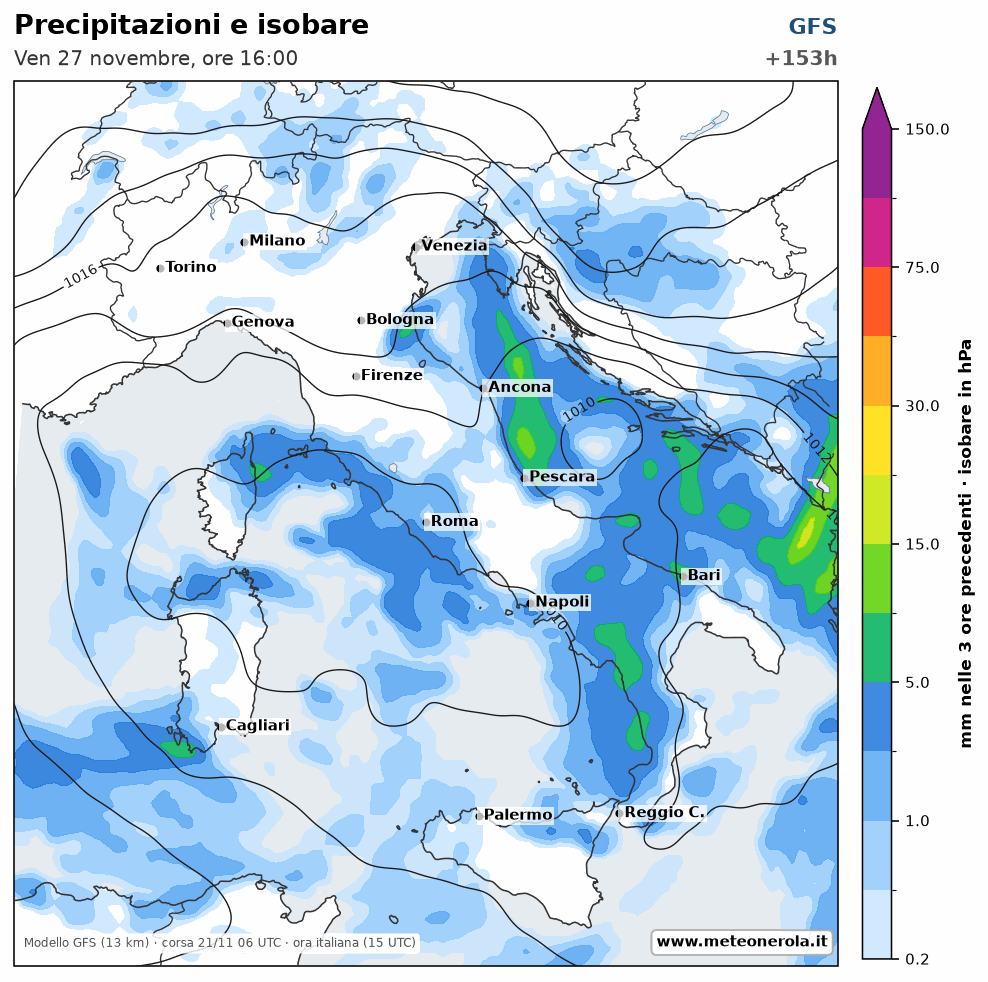 Precipitazioni e isobare
GFS
Ven 27 novembre, ore 16:00
+153h
150.0
75.0
30.0
15.0
5.0
1.0
0.2
mm nelle 3 ore precedenti · isobare in hPa
1016
Milano
Venezia
Torino
Genova
Bologna
Firenze
Ancona
1010
1012
Pescara
Roma
Bari
Napoli
1010
Cagliari
Palermo
Reggio C.
Modello GFS (13 km) · corsa 21/11 06 UTC · ora italiana (15 UTC)
www.meteonerola.it